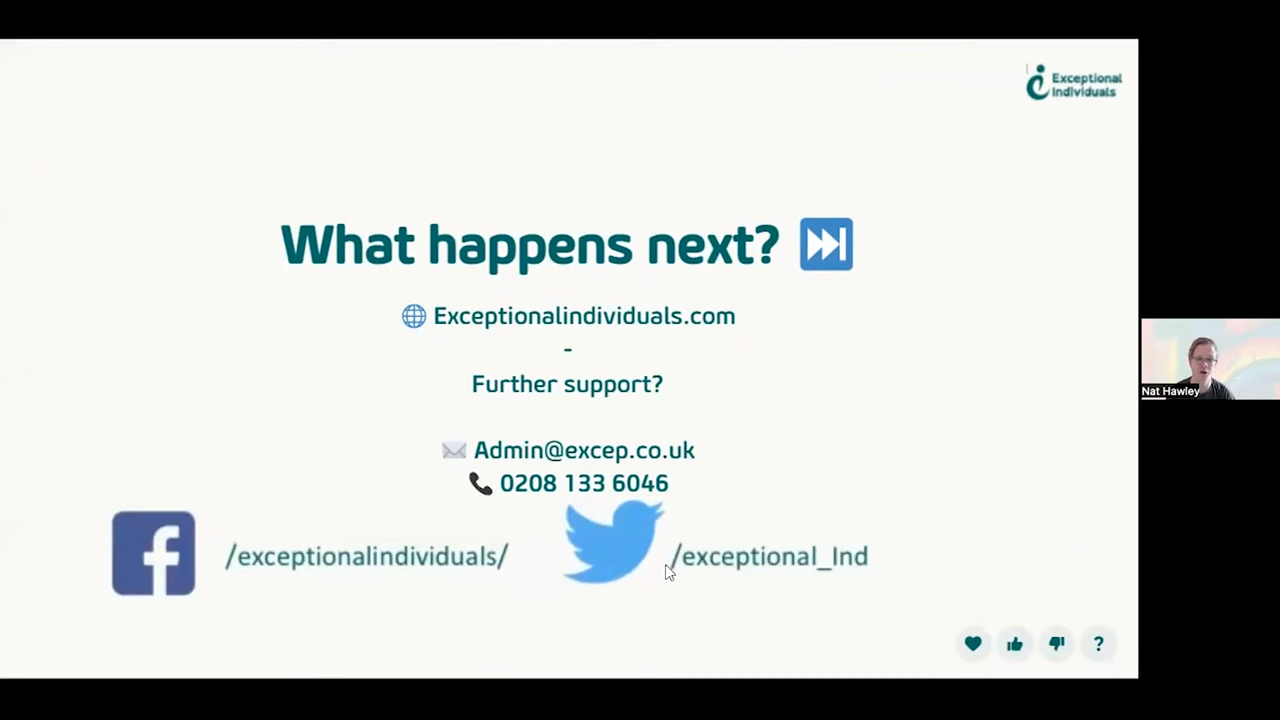 Exceptional
Individuals
What happens next?
Exceptionalindividuals.com
-
Further support?
Admin@excep.co.uk
0208 133 6046
/exceptionalindividuals/
/exceptional_Ind
?
Nat Hawley